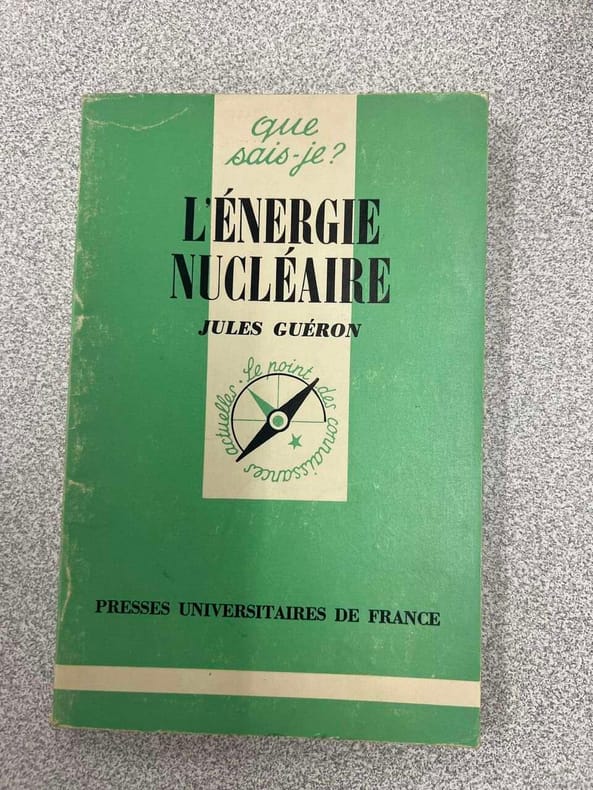 que
sais-je?
L'ÉNERGIE
NUCLÉAIRE
JULES GUÉRON
Le point des connaissances actuelles.
PRESSES UNIVERSITAIRES DE FRANCE